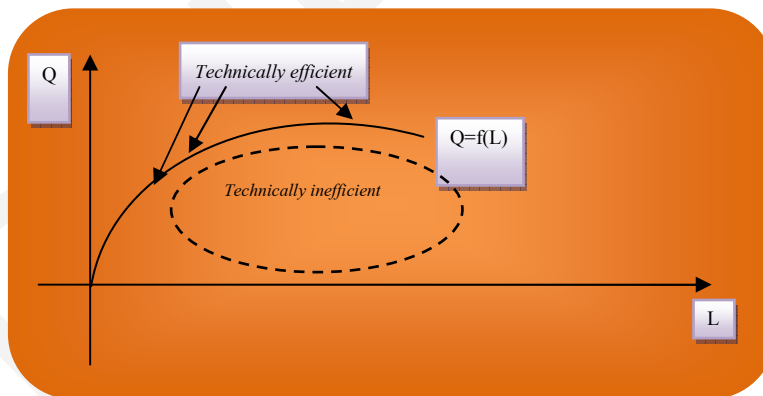 Q
Technically efficient
Q=f(L)
Technically inefficient
L